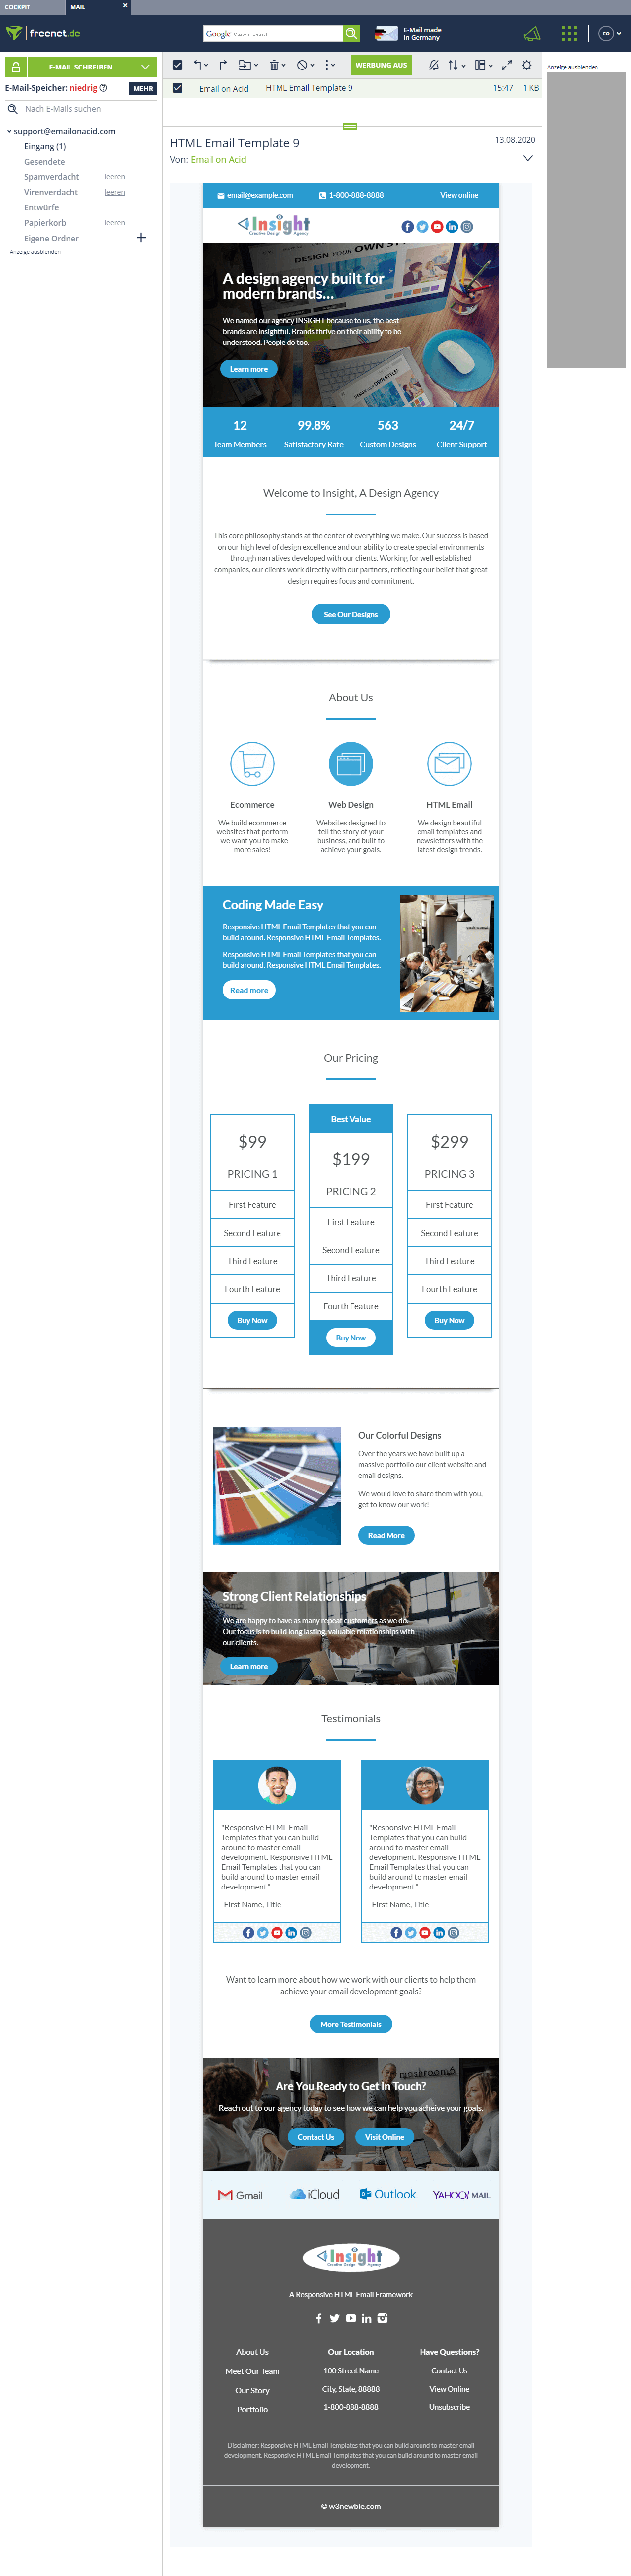 COCKPIT
MAIL
freenet.de
Google Custom Search
E-Mail made
in Germany
EO
E-MAIL SCHREIBEN
E-Mail-Speicher: niedrig
MEHR
Nach E-Mails suchen
support@emailonacid.com
Eingang (1)
Gesendete
Spamverdacht leeren
Virenverdacht leeren
Entwürfe
Papierkorb leeren
Eigene Ordner
Anzeige ausblenden
WERBUNG AUS
Email on Acid HTML Email Template 9 15:47 1 KB
Anzeige ausblenden
HTML Email Template 9 13.08.2020
Von: Email on Acid
email@example.com 1-800-888-8888 View online
Insight
Creative Design Agency
A design agency built for
modern brands...
We named our agency INSIGHT because to us, the best
brands are insightful. Brands thrive on their ability to be
understood. People do too.
Learn more
12 99.8% 563 24/7
Team Members Satisfactory Rate Custom Designs Client Support
Welcome to Insight, A Design Agency
This core philosophy stands at the center of everything we make. Our success is based
on our high level of design excellence and our ability to create special environments
through narratives developed with our clients. Working for well established
companies, our clients work directly with our partners, reflecting our belief that great
design requires focus and commitment.
See Our Designs
About Us
Ecommerce
We build ecommerce
websites that perform
- we want you to make
more sales!
Web Design
Websites designed to
tell the story of your
business, and built to
achieve your goals.
HTML Email
We design beautiful
email templates and
newsletters with the
latest design trends.
Coding Made Easy
Responsive HTML Email Templates that you can
build around. Responsive HTML Email Templates.
Responsive HTML Email Templates that you can
build around. Responsive HTML Email Templates.
Read more
Our Pricing
$99
PRICING 1
First Feature
Second Feature
Third Feature
Fourth Feature
Buy Now
Best Value
$199
PRICING 2
First Feature
Second Feature
Third Feature
Fourth Feature
Buy Now
$299
PRICING 3
First Feature
Second Feature
Third Feature
Fourth Feature
Buy Now
Our Colorful Designs
Over the years we have built up a
massive portfolio our client website and
email designs.
We would love to share them with you,
get to know our work!
Read More
Strong Client Relationships
We are happy to have as many repeat customers as we do.
Our focus is to build long lasting, valuable relationships with
our clients.
Learn more
Testimonials
"Responsive HTML Email
Templates that you can build
around to master email
development. Responsive HTML
Email Templates that you can
build around to master email
development."
-First Name, Title
"Responsive HTML Email
Templates that you can build
around to master email
development. Responsive HTML
Email Templates that you can
build around to master email
development."
-First Name, Title
Want to learn more about how we work with our clients to help them
achieve your email development goals?
More Testimonials
Are You Ready to Get in Touch?
Reach out to our agency today to see how we can help you acheive your goals.
Contact Us Visit Online
Gmail iCloud Outlook YAHOO! MAIL
Insight
Creative Design Agency
A Responsive HTML Email Framework
About Us
Meet Our Team
Our Story
Portfolio
Our Location
100 Street Name
City, State, 88888
1-800-888-8888
Have Questions?
Contact Us
View Online
Unsubscribe
Disclaimer: Responsive HTML Email Templates that you can build around to master email
development. Responsive HTML Email Templates that you can build around to master email
development.
© w3newbie.com